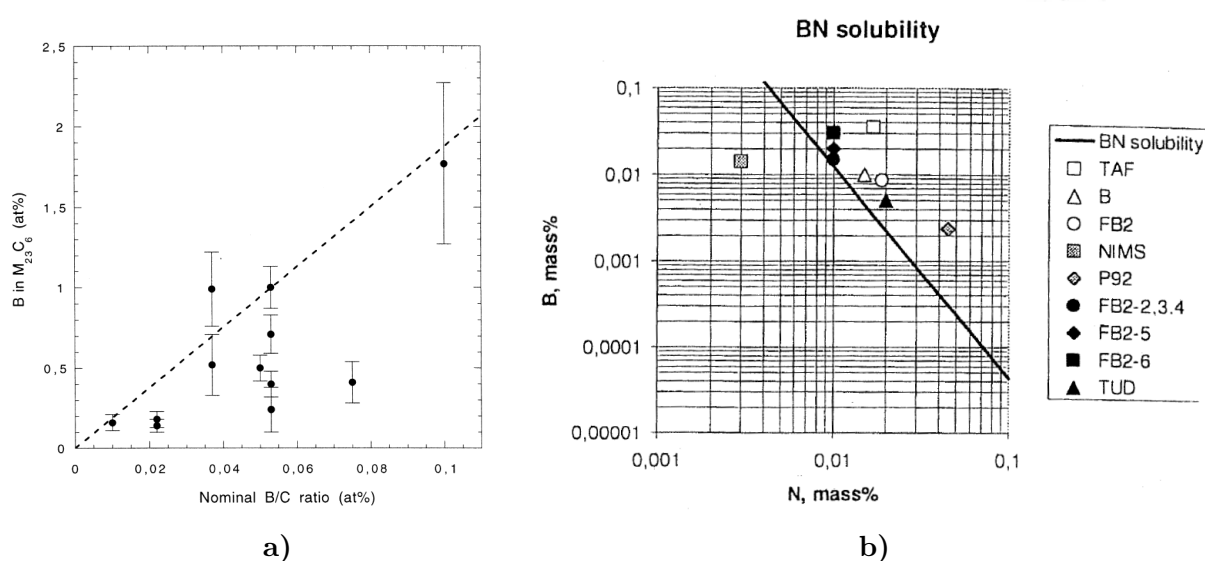 2,5
2
1,5
1
0,5
0
B in M23C6 (at%)
0 0,02 0,04 0,06 0,08 0,1
Nominal B/C ratio (at%)
a)
BN solubility
0,1
0,01
0,001
0,0001
0,00001
B, mass%
0,001 0,01 0,1
N, mass%
BN solubility
TAF
B
FB2
NIMS
P92
FB2-2,3.4
FB2-5
FB2-6
TUD
b)